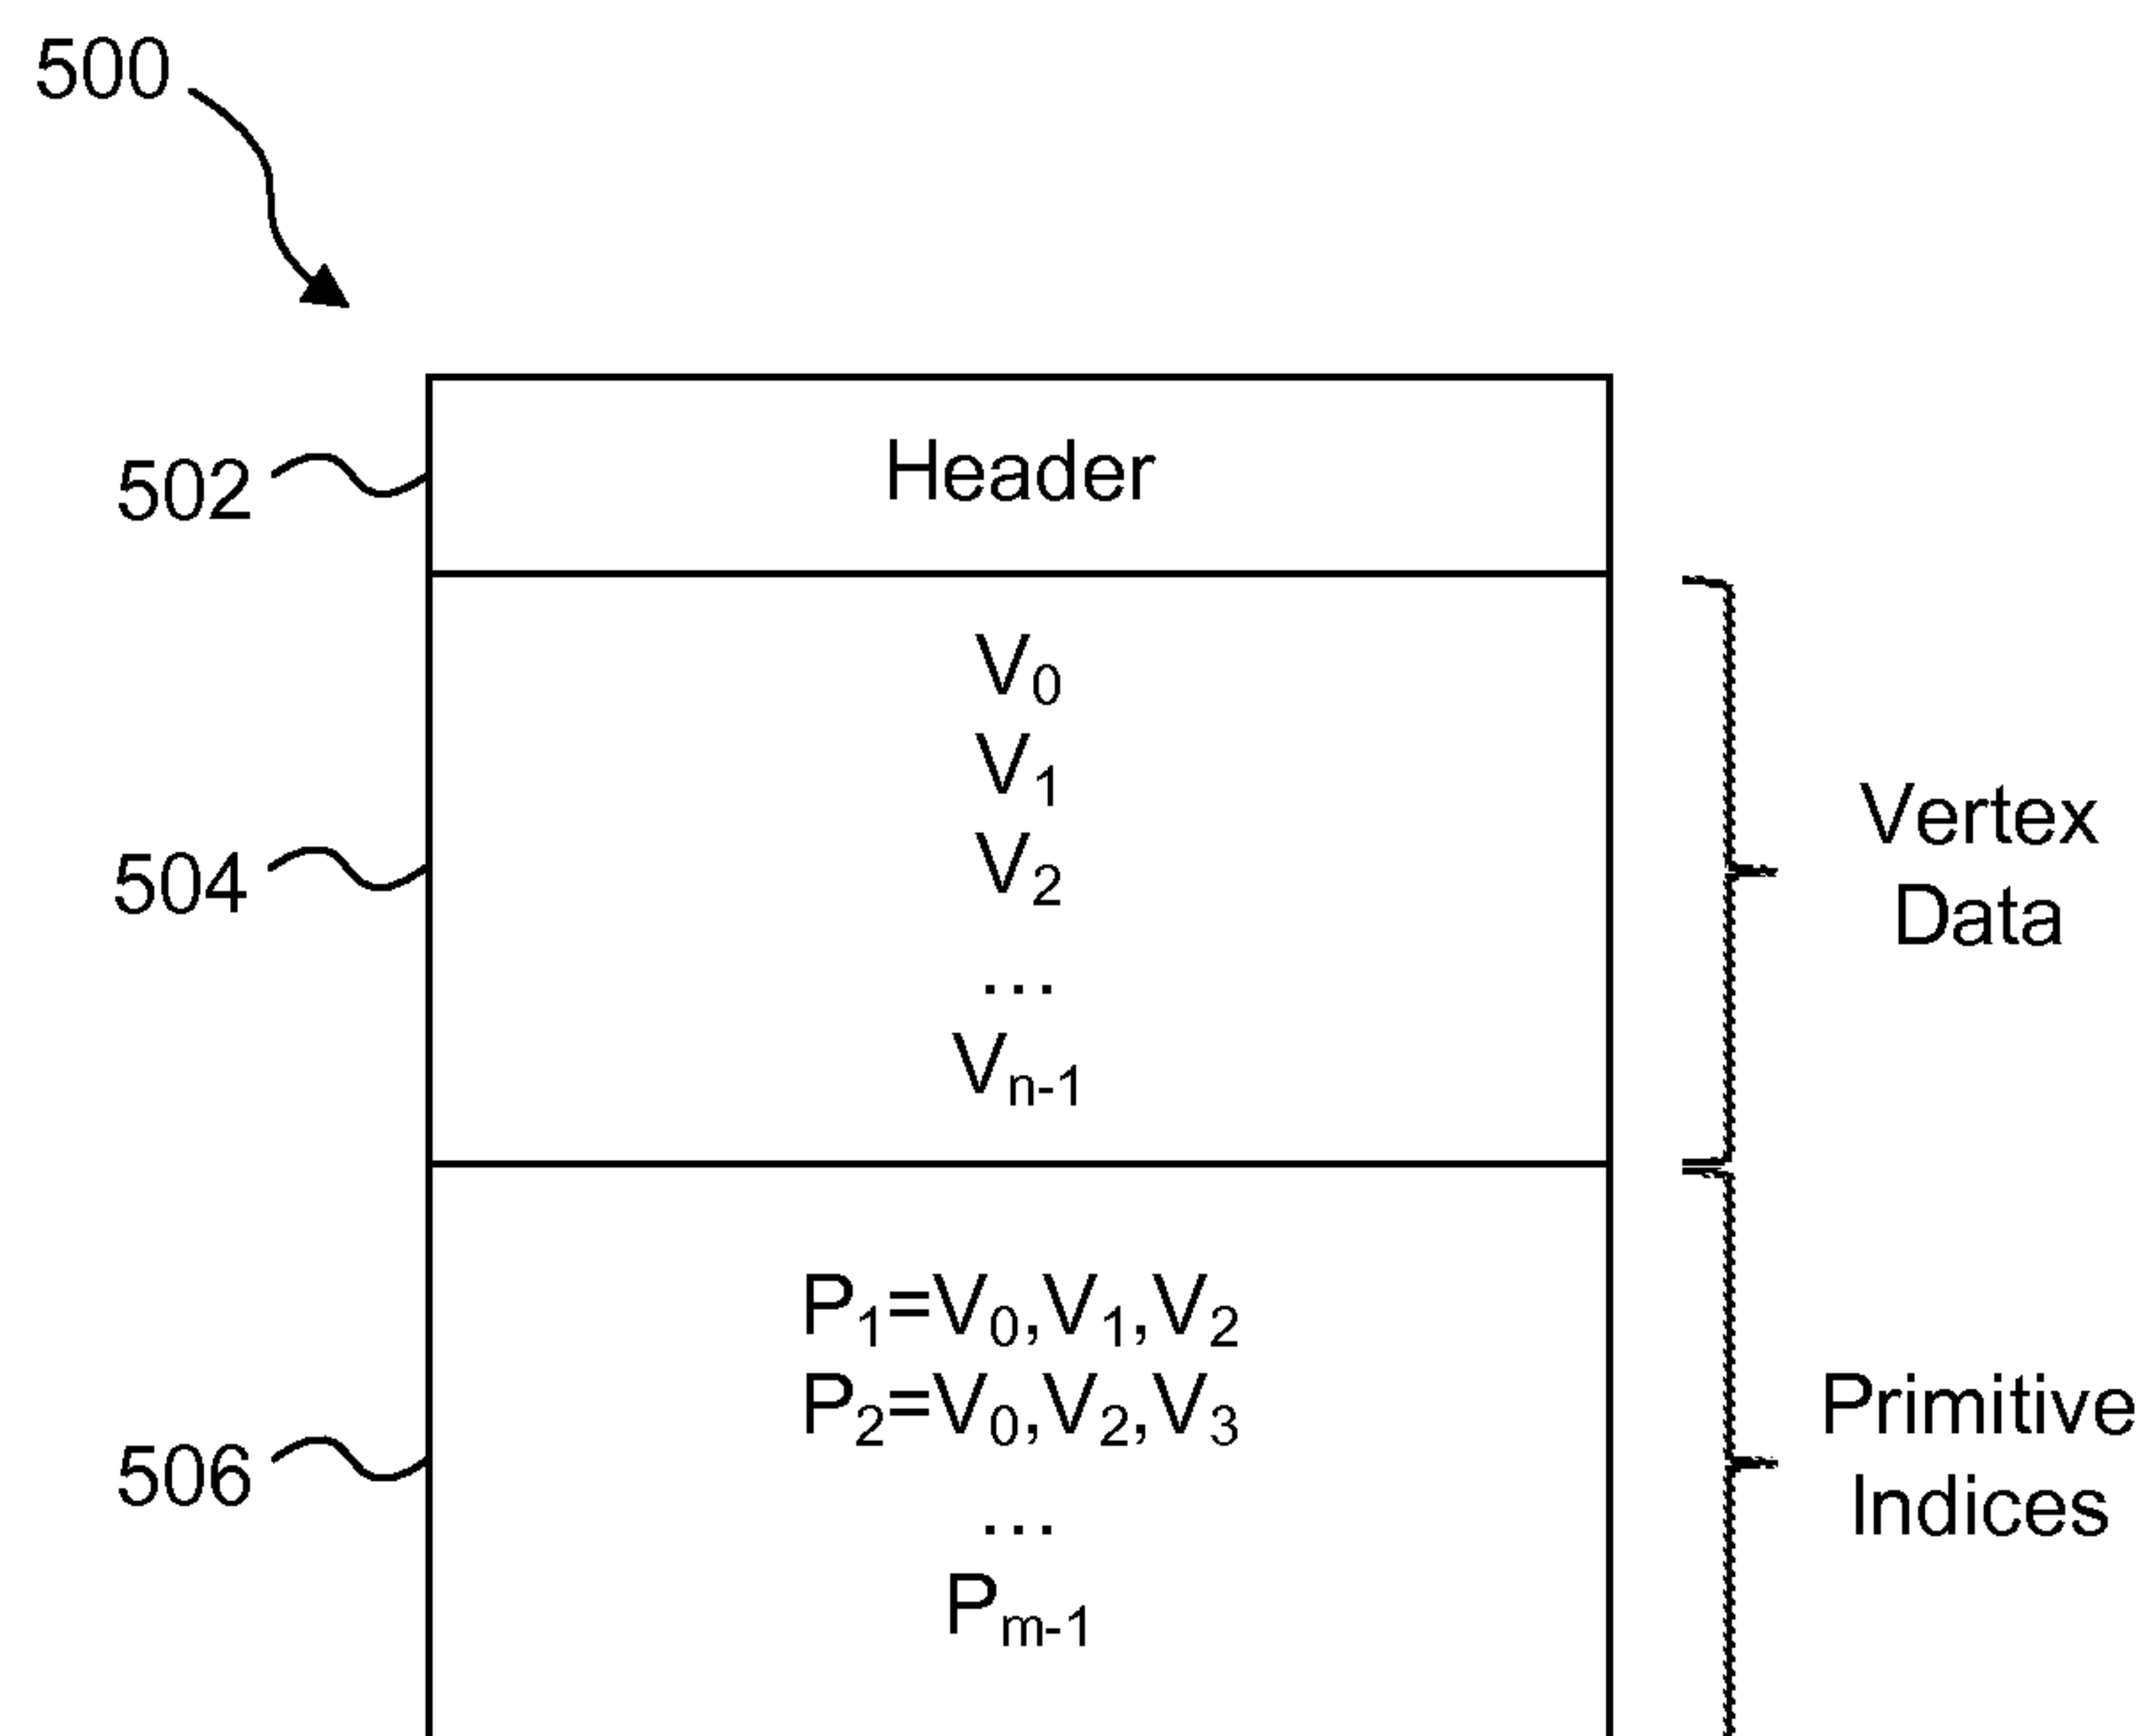 500
502
Header
V₀
V₁
504
V₂
...
Vₙ₋₁
Vertex
Data
P₁=V₀,V₁,V₂
P₂=V₀,V₂,V₃
506
...
Pₘ₋₁
Primitive
Indices